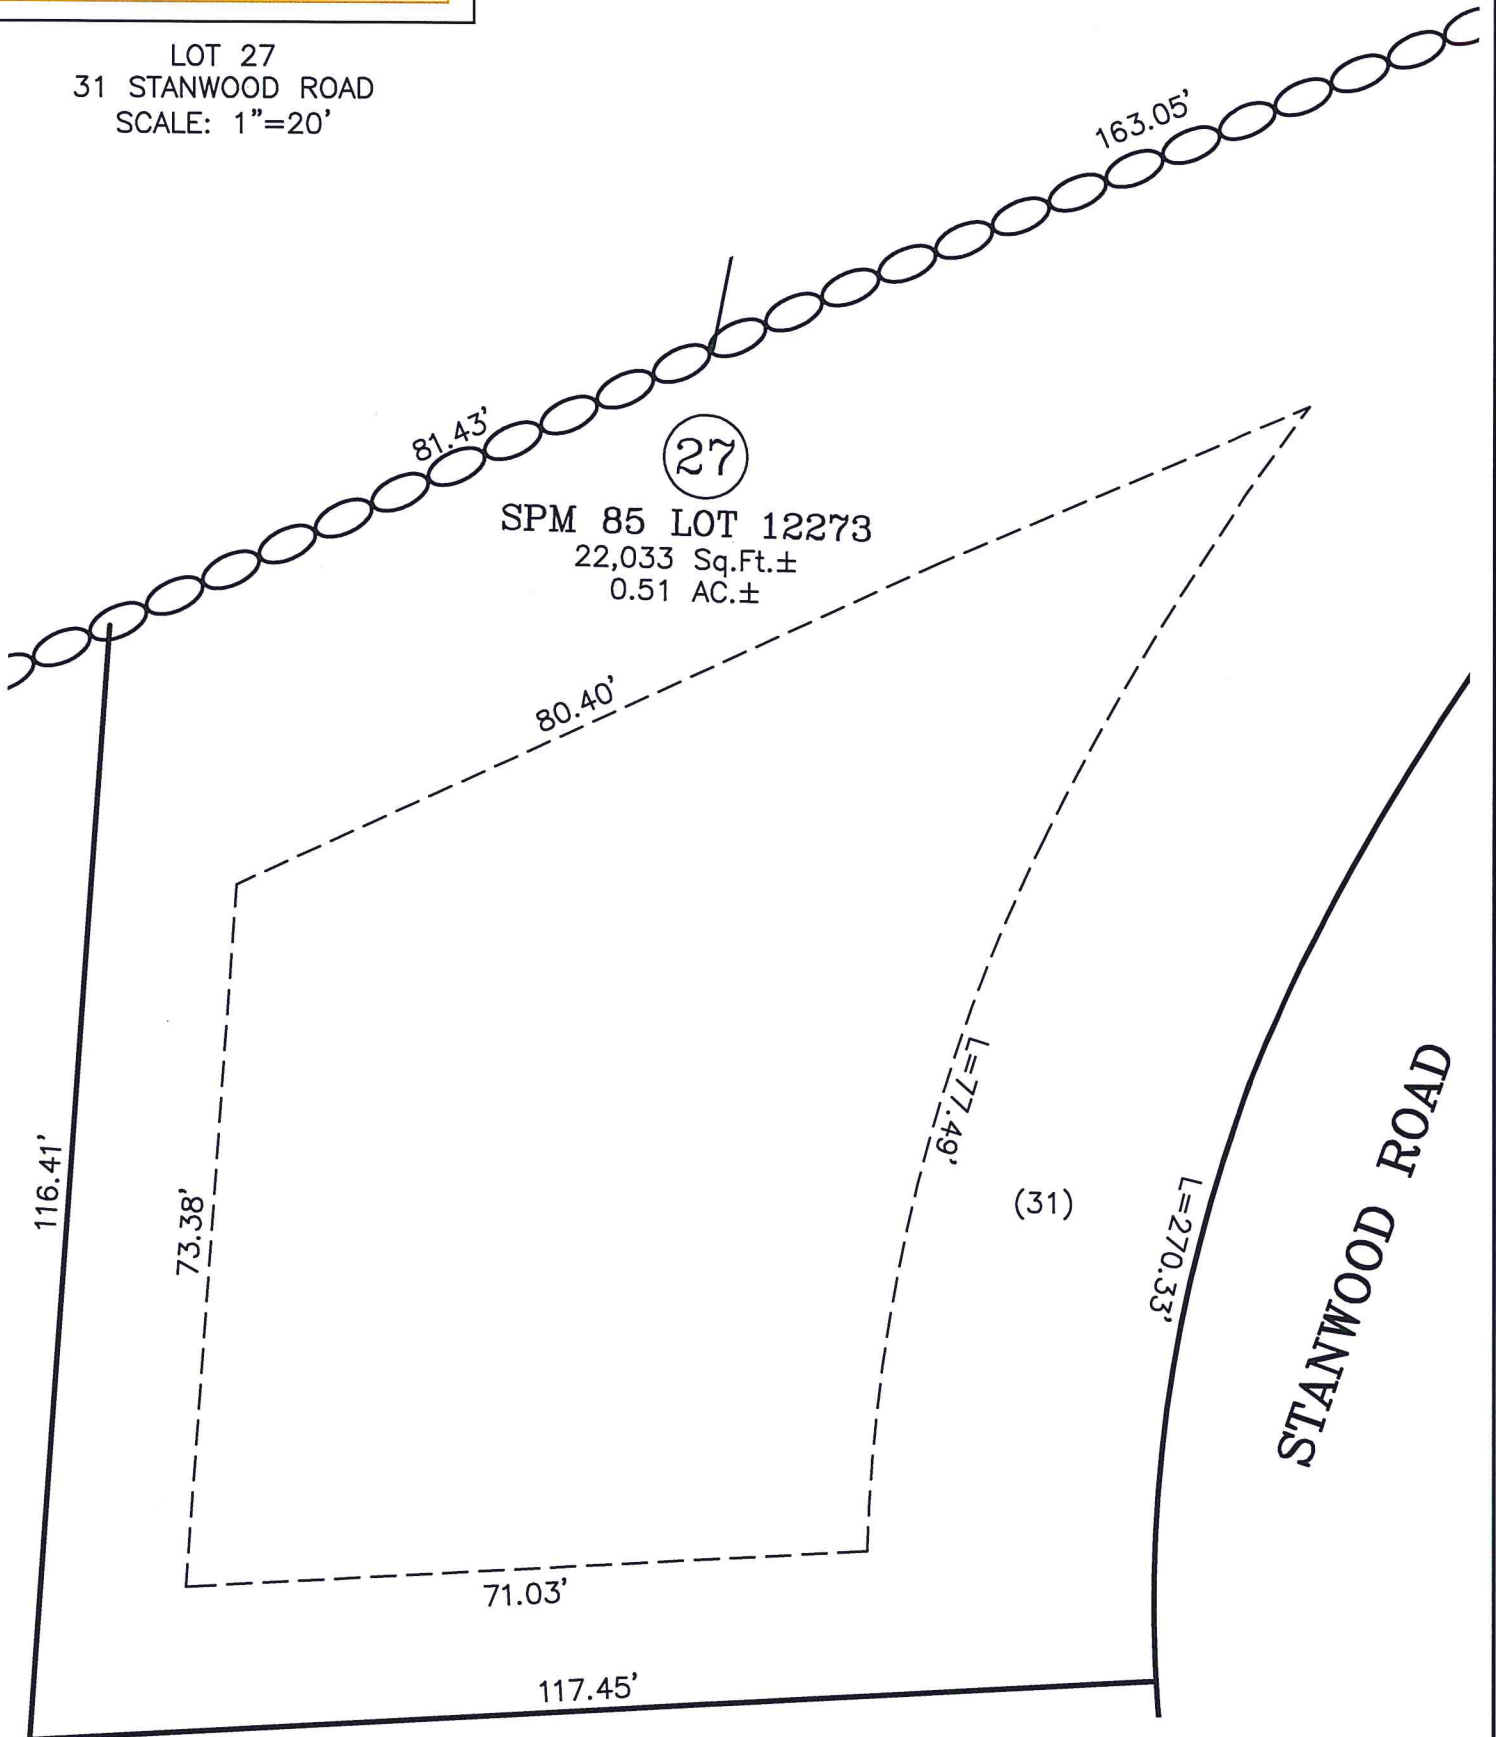 LOT 27
31 STANWOOD ROAD
SCALE: 1"=20'
163.05'
81.43'
27
SPM 85 LOT 12273
22,033 Sq.Ft.±
0.51 AC.±
80.40'
L=77.49'
116.41'
73.38'
(31)
L=270.33'
STANWOOD ROAD
71.03'
117.45'